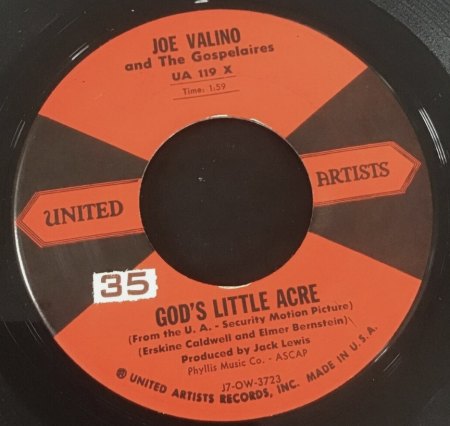 JOE VALINO
and The Gospelaires
UA 119 X
Time: 1:59
UNITED ARTISTS
35
GOD'S LITTLE ACRE
(From the U. A. - Security Motion Picture)
(Erskine Caldwell and Elmer Bernstein)
Produced by Jack Lewis
Phyllis Music Co. - ASCAP
J7-OW-3723
® UNITED ARTISTS RECORDS, INC. MADE IN U.S.A.